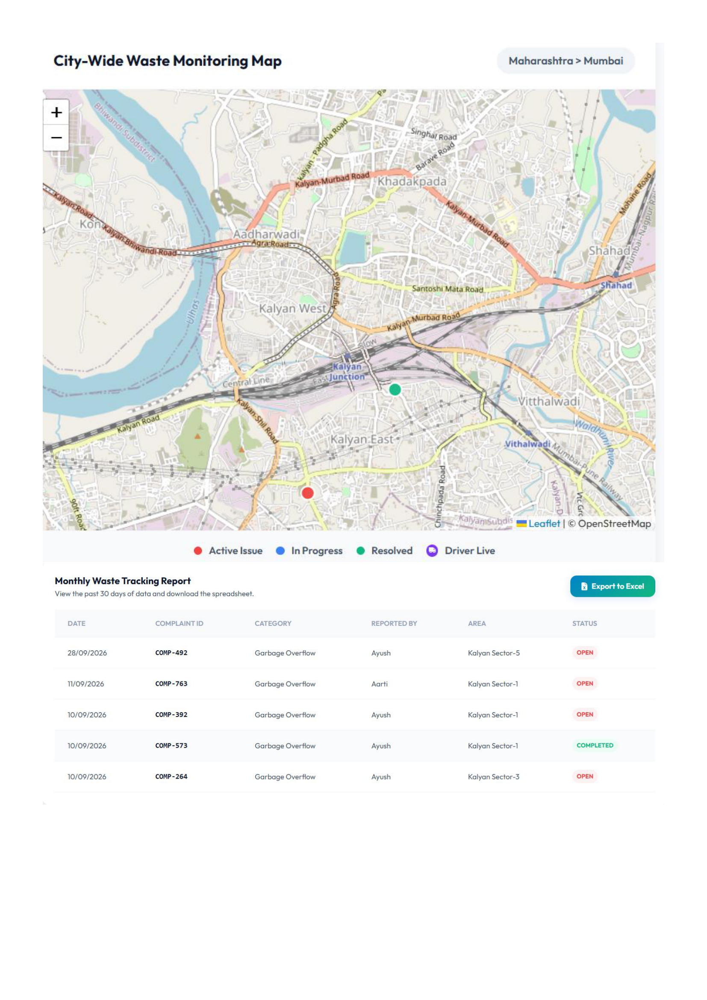 City-Wide Waste Monitoring Map
Maharashtra > Mumbai
+
−
Bhiwandi Subdistrict
Kalyan - Padgha Road
Singhal Road
Barave Road
Kalyan-Murbad Road
Khadakpada
Mohane Road
Kalyan-Road
Kon
Kalyan-Bhiwandi-Road
Kalyan-Murbad Road
Aadharwadi
Agra-Road
Shahad
Mumbai-Nagpur
Agra Road
Santoshi Mata Road
Shahad
Ulhas
Kalyan West
Kalyan-Murbad Road
Slow
Kalyan
Junction
Fast
Central Line
Kalyan-Shill Road
Vitthalwadi
Kalyan Road
Waldhuni River
Kalyan East
Vithalwadi
Mumbai-Pune Railway
Chinchpada Road
90ft Road
Kalyan-D
Kalyan Subdis
Leaflet | © OpenStreetMap
Active Issue In Progress Resolved Driver Live
Monthly Waste Tracking Report
View the past 30 days of data and download the spreadsheet.
Export to Excel
DATE COMPLAINT ID CATEGORY REPORTED BY AREA STATUS
28/09/2026 COMP-492 Garbage Overflow Ayush Kalyan Sector-5 OPEN
11/09/2026 COMP-763 Garbage Overflow Aarti Kalyan Sector-1 OPEN
10/09/2026 COMP-392 Garbage Overflow Ayush Kalyan Sector-1 OPEN
10/09/2026 COMP-573 Garbage Overflow Ayush Kalyan Sector-1 COMPLETED
10/09/2026 COMP-264 Garbage Overflow Ayush Kalyan Sector-3 OPEN